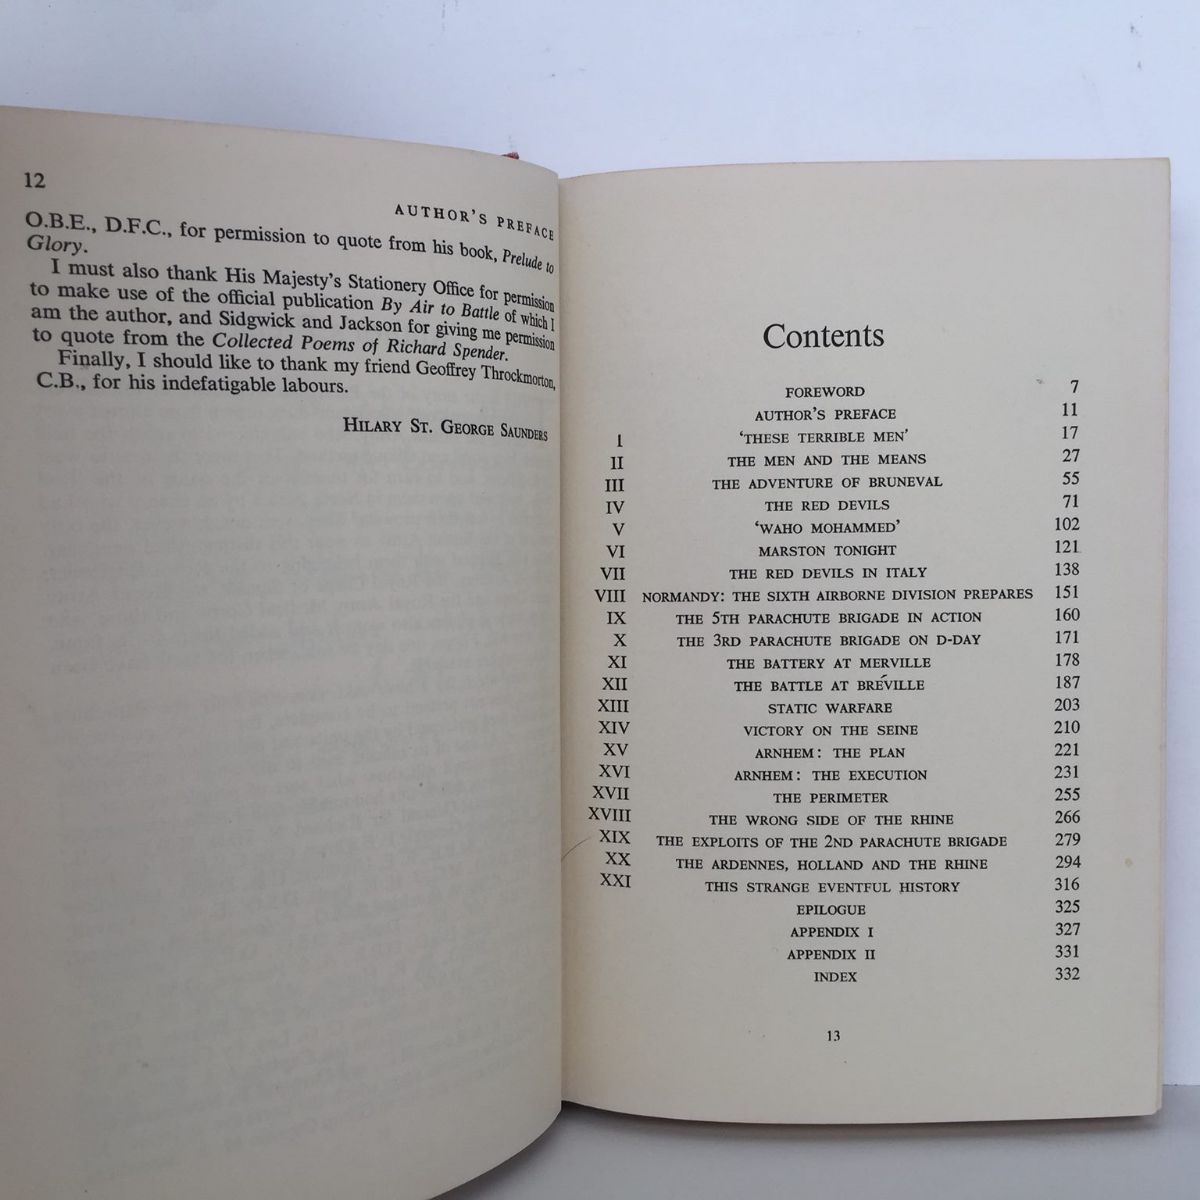 12
AUTHOR'S PREFACE
O.B.E., D.F.C., for permission to quote from his book, Prelude to
Glory.
I must also thank His Majesty's Stationery Office for permission
to make use of the official publication By Air to Battle of which I
am the author, and Sidgwick and Jackson for giving me permission
to quote from the Collected Poems of Richard Spender.
Finally, I should like to thank my friend Geoffrey Throckmorton,
C.B., for his indefatigable labours.
HILARY ST. GEORGE SAUNDERS
Contents
FOREWORD 7
AUTHOR'S PREFACE 11
I 'THESE TERRIBLE MEN' 17
II THE MEN AND THE MEANS 27
III THE ADVENTURE OF BRUNEVAL 55
IV THE RED DEVILS 71
V 'WAHO MOHAMMED' 102
VI MARSTON TONIGHT 121
VII THE RED DEVILS IN ITALY 138
VIII NORMANDY: THE SIXTH AIRBORNE DIVISION PREPARES 151
IX THE 5TH PARACHUTE BRIGADE IN ACTION 160
X THE 3RD PARACHUTE BRIGADE ON D-DAY 171
XI THE BATTERY AT MERVILLE 178
XII THE BATTLE AT BRÉVILLE 187
XIII STATIC WARFARE 203
XIV VICTORY ON THE SEINE 210
XV ARNHEM: THE PLAN 221
XVI ARNHEM: THE EXECUTION 231
XVII THE PERIMETER 255
XVIII THE WRONG SIDE OF THE RHINE 266
XIX THE EXPLOITS OF THE 2ND PARACHUTE BRIGADE 279
XX THE ARDENNES, HOLLAND AND THE RHINE 294
XXI THIS STRANGE EVENTFUL HISTORY 316
EPILOGUE 325
APPENDIX I 327
APPENDIX II 331
INDEX 332
13